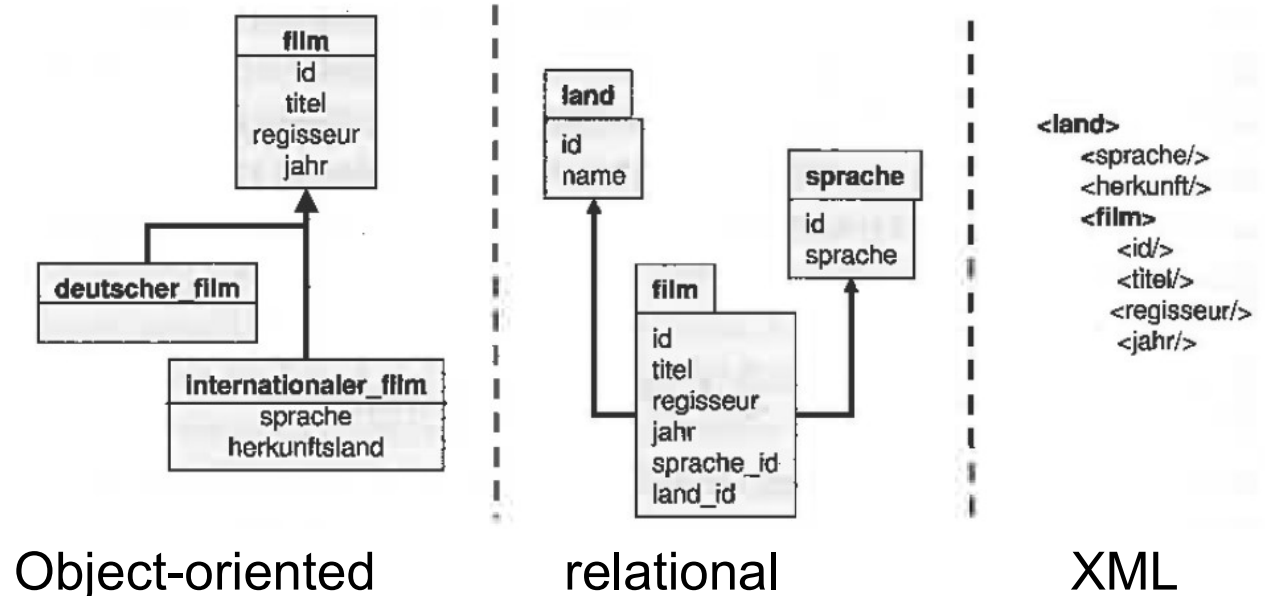 film
id
titel
regisseur
jahr
deutscher_film
internationaler_film
sprache
herkunftsland
Object-oriented
land
id
name
sprache
id
sprache
film
id
titel
regisseur
jahr
sprache_id
land_id
relational
<land>
<sprache/>
<herkunft/>
<film>
<id/>
<titel/>
<regisseur/>
<jahr/>
XML